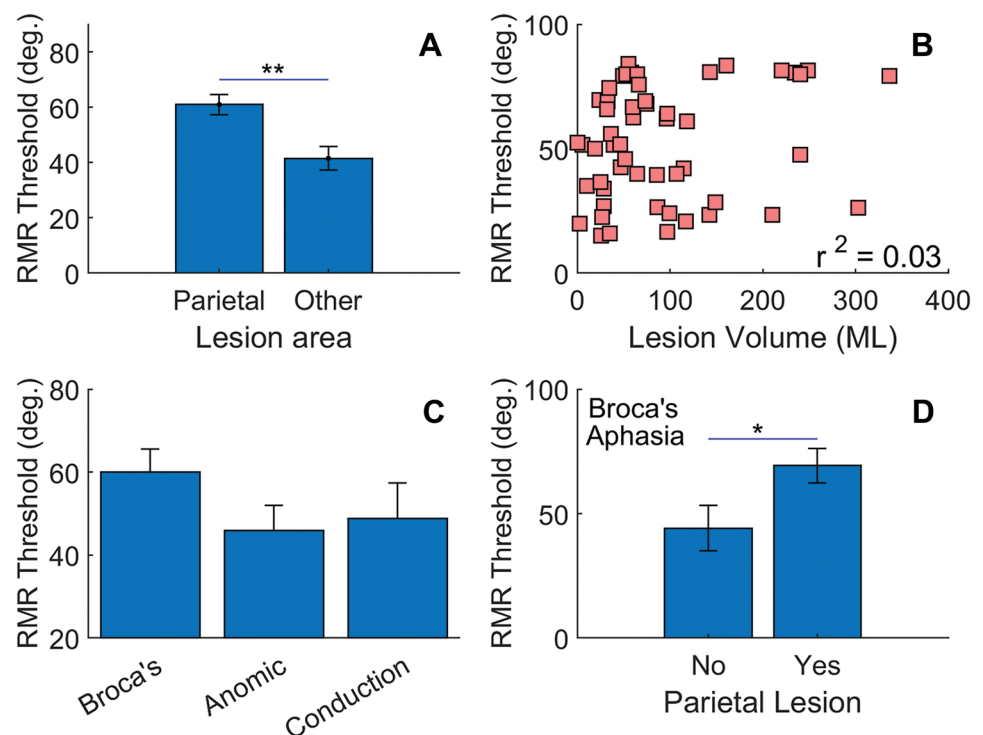 A
RMR Threshold (deg.)
80
60
40
20
0
**
Parietal Other
Lesion area
B
RMR Threshold (deg.)
100
50
0
r 2 = 0.03
0 100 200 300 400
Lesion Volume (ML)
C
RMR Threshold (deg.)
80
60
40
20
Broca's Anomic Conduction
D
RMR Threshold (deg.)
100
50
0
Broca's
Aphasia
*
No Yes
Parietal Lesion